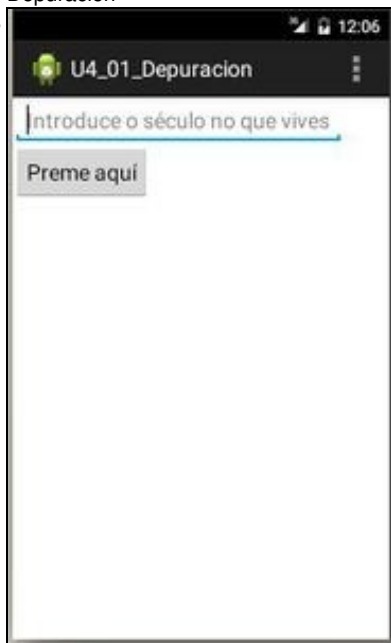 Depuración
12:06
U4_01_Depuracion
Introduce o século no que vives
Preme aquí